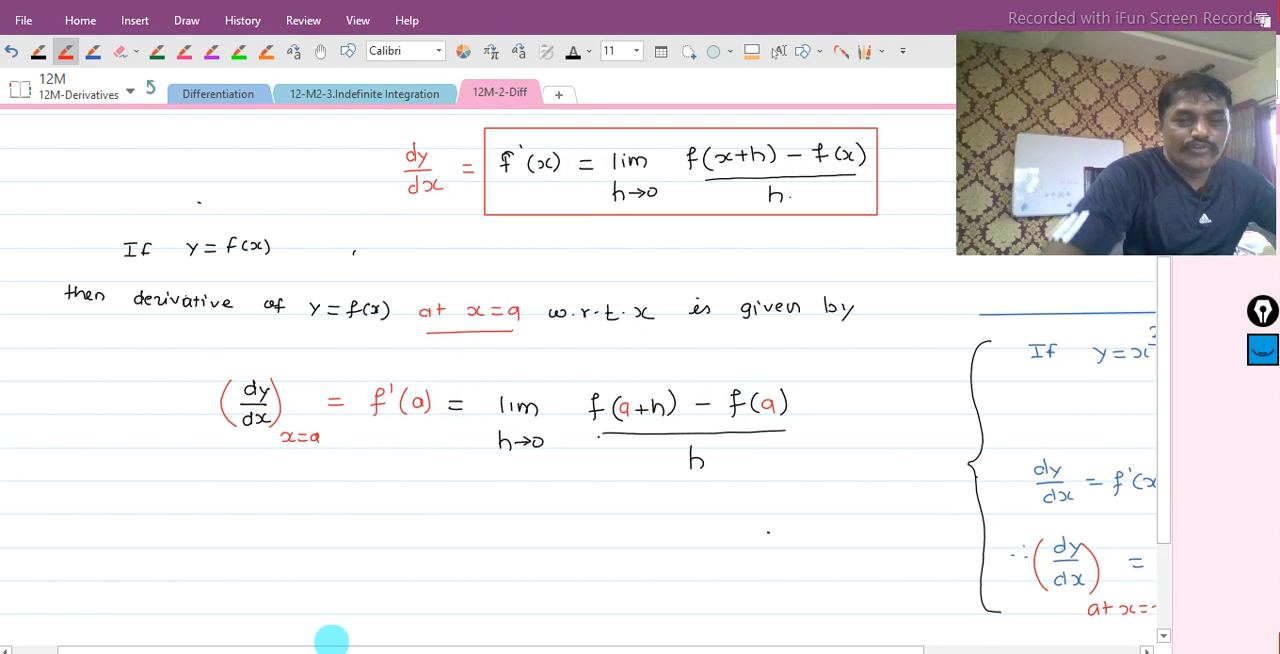 File Home Insert Draw History Review View Help
Recorded with iFun Screen Recorder
Calibri 11
12M
12M-Derivatives
Differentiation 12-M2-3.Indefinite Integration 12M-2-Diff +
dy/dx = f'(x) = lim h→0 f(x+h) − f(x) / h
If y = f(x) ,
then derivative of y = f(x) at x = a w.r.t. x is given by
(dy/dx) x=a = f'(a) = lim h→0 f(a+h) − f(a) / h
If y = x³
dy/dx = f'(x
∴ (dy/dx) =
at x =